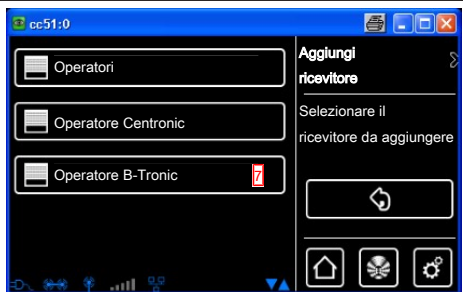 cc51:0
Operatori
Operatore Centronic
Operatore B-Tronic 7
Aggiungi
ricevitore
Selezionare il
ricevitore da aggiungere